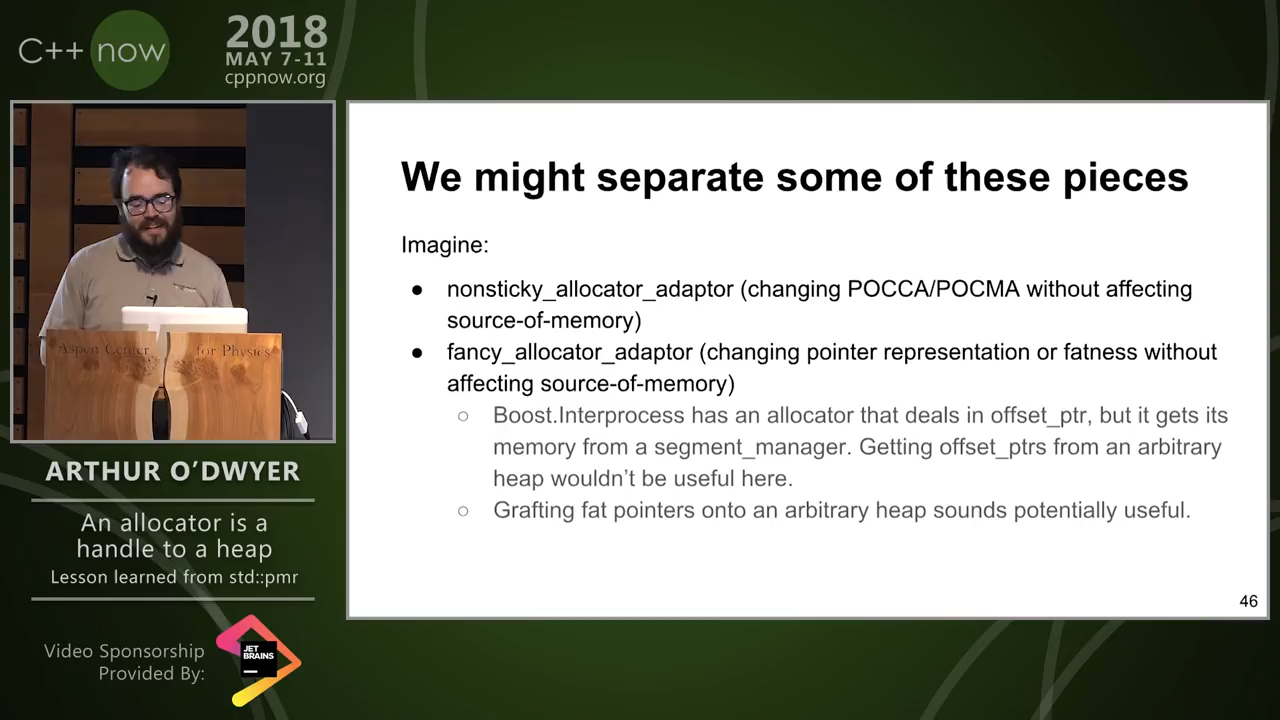 C++ now
2018
MAY 7-11
cppnow.org
We might separate some of these pieces
Imagine:
● nonsticky_allocator_adaptor (changing POCCA/POCMA without affecting
source-of-memory)
● fancy_allocator_adaptor (changing pointer representation or fatness without
affecting source-of-memory)
○ Boost.Interprocess has an allocator that deals in offset_ptr, but it gets its
memory from a segment_manager. Getting offset_ptrs from an arbitrary
heap wouldn’t be useful here.
○ Grafting fat pointers onto an arbitrary heap sounds potentially useful.
46
Aspen Center for Physics
ARTHUR O’DWYER
An allocator is a
handle to a heap
Lesson learned from std::pmr
Video Sponsorship
Provided By:
JET
BRAINS